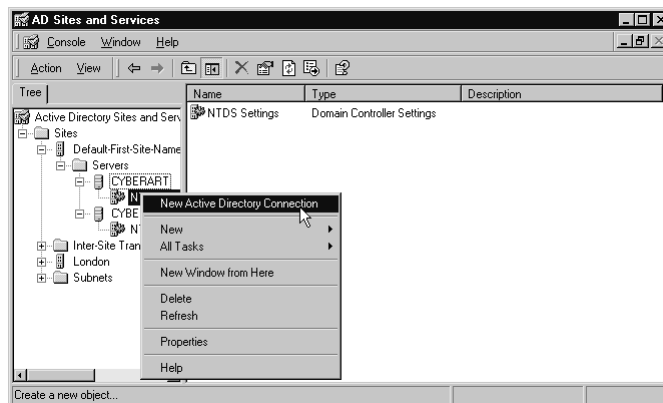 AD Sites and Services
Console Window Help
Action View
Tree
Name Type Description
Active Directory Sites and Serv
NTDS Settings Domain Controller Settings
Sites
Default-First-Site-Name
Servers
CYBERART
N
CYBE
N
Inter-Site Tran
London
Subnets
New Active Directory Connection
New
All Tasks
New Window from Here
Delete
Refresh
Properties
Help
Create a new object...